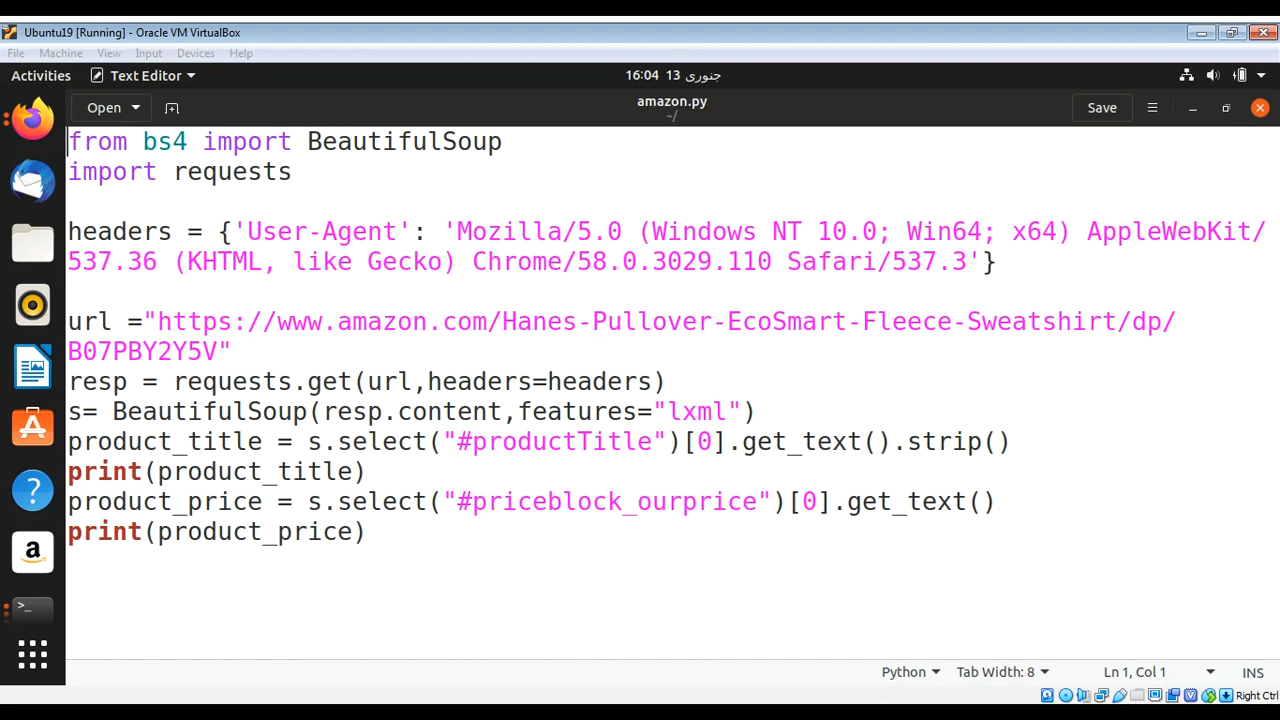 Ubuntu19 [Running] - Oracle VM VirtualBox
File Machine View Input Devices Help
Activities Text Editor 16:04 13 جنوری
Open amazon.py Save
~/
from bs4 import BeautifulSoup
import requests
headers = {'User-Agent': 'Mozilla/5.0 (Windows NT 10.0; Win64; x64) AppleWebKit/
537.36 (KHTML, like Gecko) Chrome/58.0.3029.110 Safari/537.3'}
url ="https://www.amazon.com/Hanes-Pullover-EcoSmart-Fleece-Sweatshirt/dp/
B07PBY2Y5V"
resp = requests.get(url,headers=headers)
s= BeautifulSoup(resp.content,features="lxml")
product_title = s.select("#productTitle")[0].get_text().strip()
print(product_title)
product_price = s.select("#priceblock_ourprice")[0].get_text()
print(product_price)
Python Tab Width: 8 Ln 1, Col 1 INS
Right Ctrl